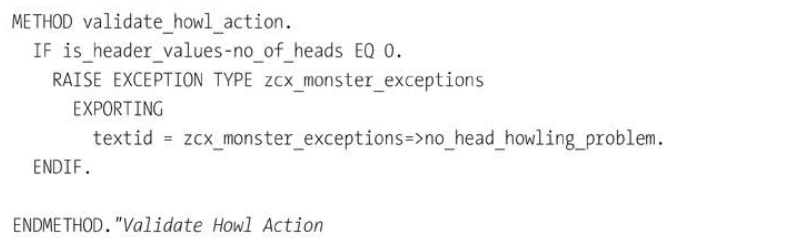 METHOD validate_howl_action.
IF is_header_values-no_of_heads EQ 0.
RAISE EXCEPTION TYPE zcx_monster_exceptions
EXPORTING
textid = zcx_monster_exceptions=>no_head_howling_problem.
ENDIF.
ENDMETHOD."Validate Howl Action